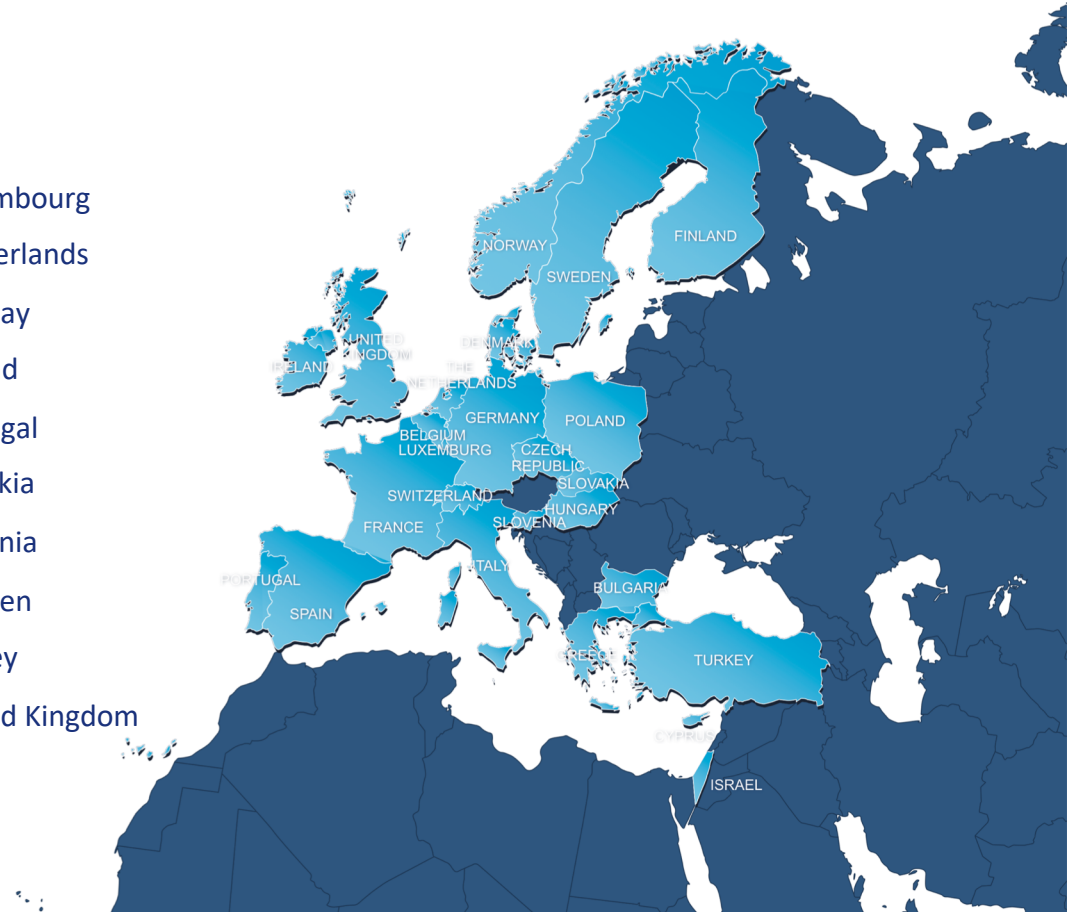 mbourg
erlands
ay
d
gal
kia
nia
en
ey
d Kingdom
NORWAY
FINLAND
SWEDEN
UNITED
KINGDOM
DENMARK
IRELAND
THE
NETHERLANDS
GERMANY
POLAND
BELGIUM
LUXEMBURG
CZECH
REPUBLIC
SLOVAKIA
SWITZERLAND
HUNGARY
SLOVENIA
FRANCE
ITALY
PORTUGAL
BULGARIA
SPAIN
GREECE
TURKEY
CYPRUS
ISRAEL